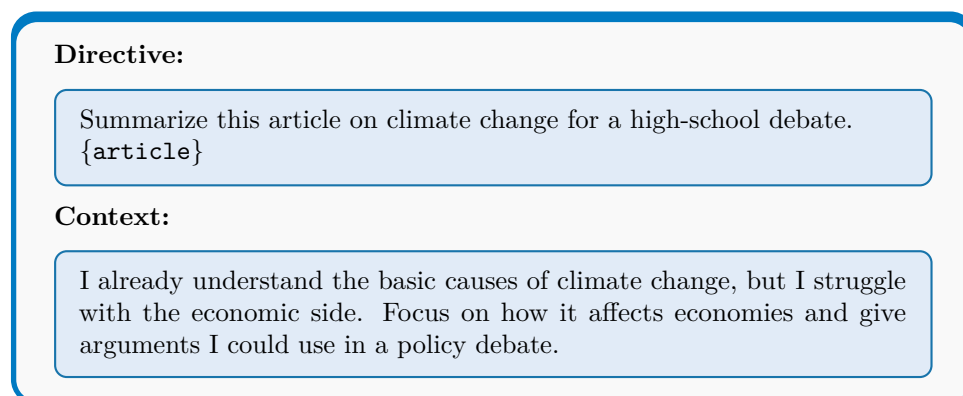 Directive:
Summarize this article on climate change for a high-school debate.
{article}
Context:
I already understand the basic causes of climate change, but I struggle
with the economic side. Focus on how it affects economies and give
arguments I could use in a policy debate.